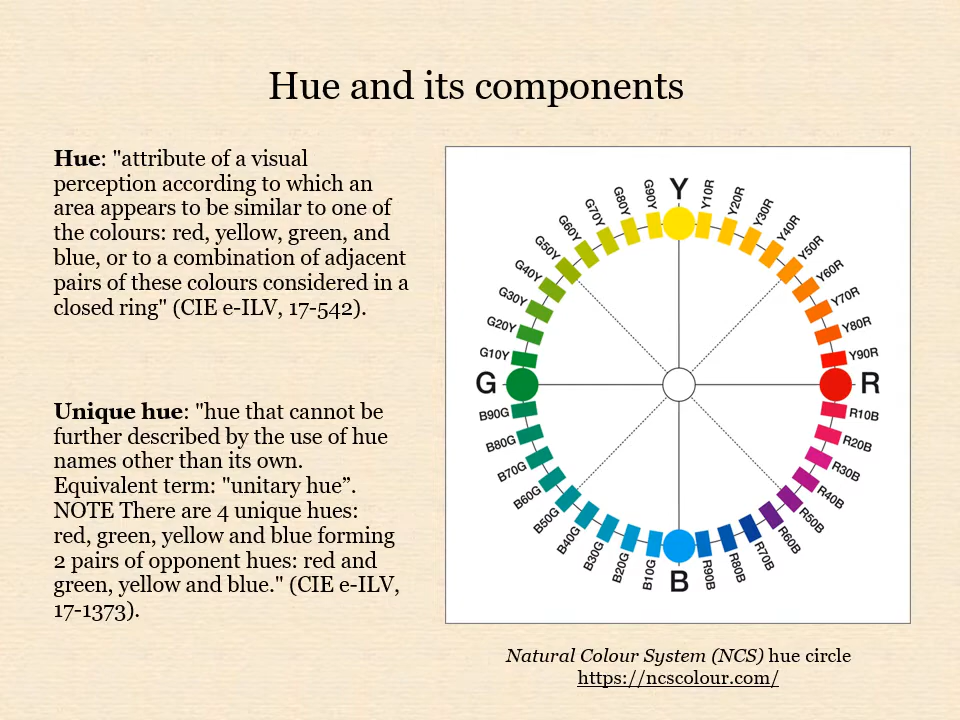 Hue and its components
Hue: "attribute of a visual
perception according to which an
area appears to be similar to one of
the colours: red, yellow, green, and
blue, or to a combination of adjacent
pairs of these colours considered in a
closed ring" (CIE e-ILV, 17-542).
Unique hue: "hue that cannot be
further described by the use of hue
names other than its own.
Equivalent term: "unitary hue”.
NOTE There are 4 unique hues:
red, green, yellow and blue forming
2 pairs of opponent hues: red and
green, yellow and blue." (CIE e-ILV,
17-1373).
Y
Y10R
Y20R
Y30R
Y40R
Y50R
Y60R
Y70R
Y80R
Y90R
R
R10B
R20B
R30B
R40B
R50B
R60B
R70B
R80B
R90B
B
B10G
B20G
B30G
B40G
B50G
B60G
B70G
B80G
B90G
G
G10Y
G20Y
G30Y
G40Y
G50Y
G60Y
G70Y
G80Y
G90Y
Natural Colour System (NCS) hue circle
https://ncscolour.com/